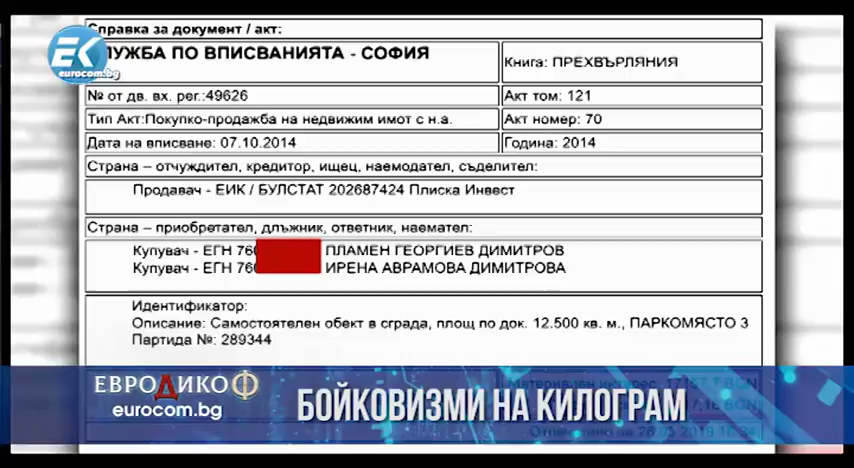 Справка за документ / акт:
ЛУЖБА ПО ВПИСВАНИЯТА - СОФИЯ
Книга: ПРЕХВЪРЛЯНИЯ
ЕК
eurocom.bg
№ от дв. вх. рег.:49626
Акт том: 121
Тип Акт:Покупко-продажба на недвижим имот с н.а.
Акт номер: 70
Дата на вписване: 07.10.2014
Година: 2014
Страна – отчуждител, кредитор, ищец, наемодател, съделител:
Продавач - ЕИК / БУЛСТАТ 202687424 Плиска Инвест
Страна – приобретател, длъжник, ответник, наемател:
Купувач - ЕГН 760 ПЛАМЕН ГЕОРГИЕВ ДИМИТРОВ
Купувач - ЕГН 760 ИРЕНА АВРАМОВА ДИМИТРОВА
Идентификатор:
Описание: Самостоятелен обект в сграда, площ по док. 12.500 кв. м., ПАРКОМЯСТО 3
Партида №: 289344
ЕВРОДИКОФ
eurocom.bg
БОЙКОВИЗМИ НА КИЛОГРАМ